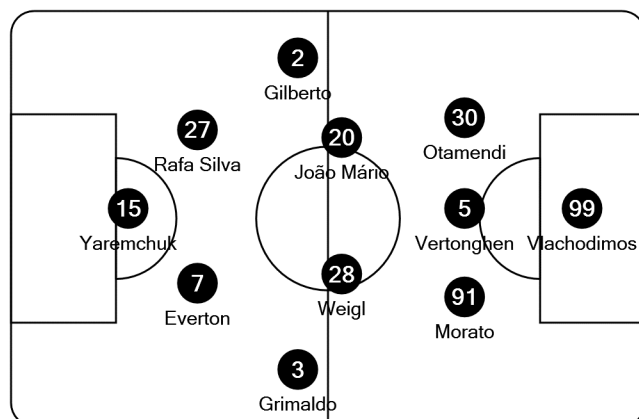 2
Gilberto
27
Rafa Silva
20
João Mário
30
Otamendi
15
Yaremchuk
5
Vertonghen
99
Vlachodimos
7
Everton
28
Weigl
91
Morato
3
Grimaldo